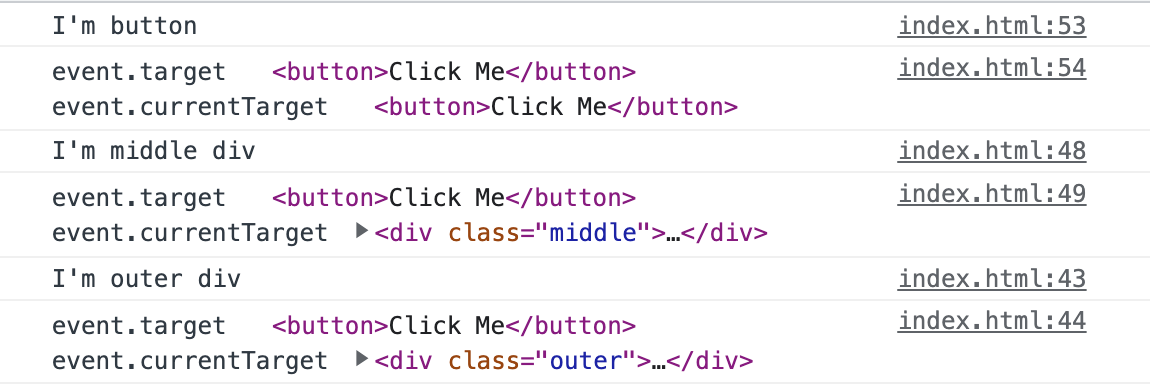 I'm button index.html:53
event.target <button>Click Me</button> index.html:54
event.currentTarget <button>Click Me</button>
I'm middle div index.html:48
event.target <button>Click Me</button> index.html:49
event.currentTarget ▶<div class="middle">…</div>
I'm outer div index.html:43
event.target <button>Click Me</button> index.html:44
event.currentTarget ▶<div class="outer">…</div>